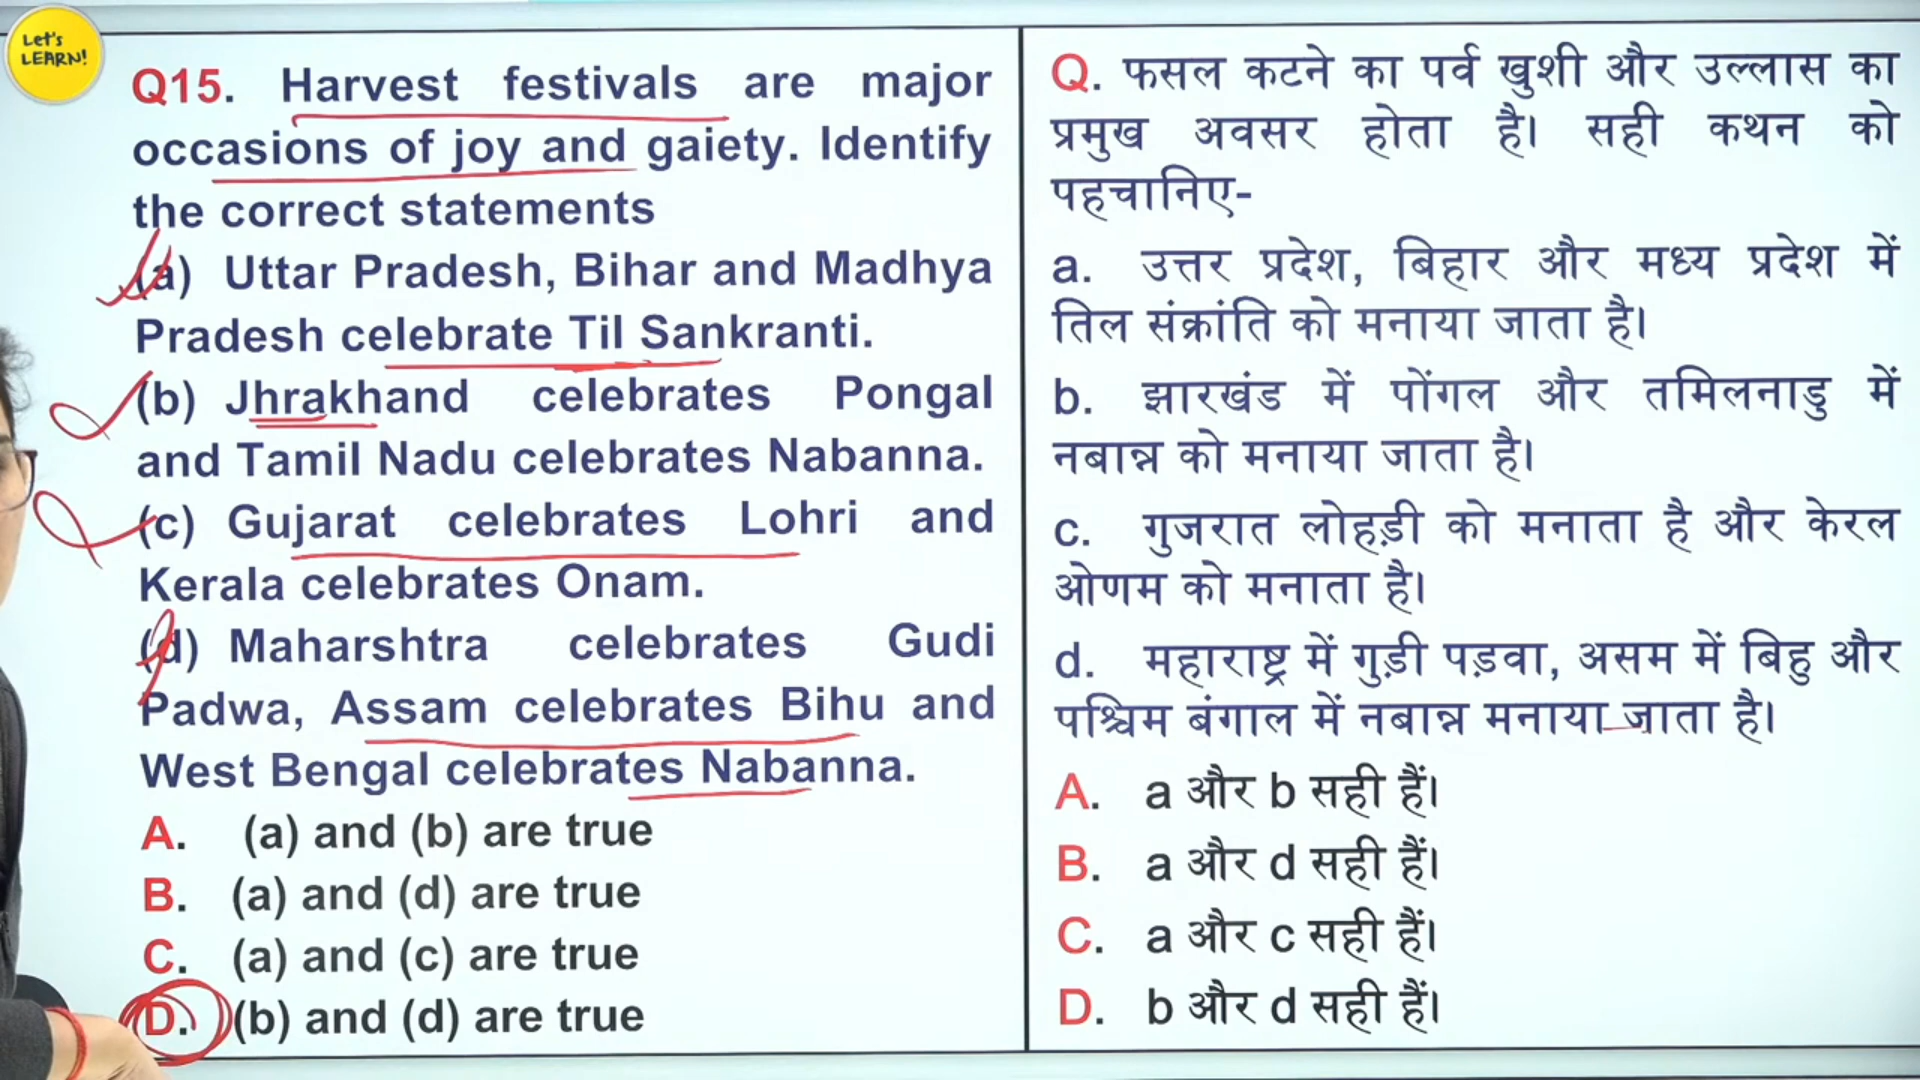 Let's
LEARN!
Q15. Harvest festivals are major
occasions of joy and gaiety. Identify
the correct statements
(a) Uttar Pradesh, Bihar and Madhya
Pradesh celebrate Til Sankranti.
(b) Jhrakhand celebrates Pongal
and Tamil Nadu celebrates Nabanna.
(c) Gujarat celebrates Lohri and
Kerala celebrates Onam.
(d) Maharshtra celebrates Gudi
Padwa, Assam celebrates Bihu and
West Bengal celebrates Nabanna.
A. (a) and (b) are true
B. (a) and (d) are true
C. (a) and (c) are true
D. (b) and (d) are true
Q. फसल कटने का पर्व खुशी और उल्लास का
प्रमुख अवसर होता है। सही कथन को
पहचानिए-
a. उत्तर प्रदेश, बिहार और मध्य प्रदेश में
तिल संक्रांति को मनाया जाता है।
b. झारखंड में पोंगल और तमिलनाडु में
नबान्न को मनाया जाता है।
c. गुजरात लोहड़ी को मनाता है और केरल
ओणम को मनाता है।
d. महाराष्ट्र में गुड़ी पड़वा, असम में बिहु और
पश्चिम बंगाल में नबान्न मनाया जाता है।
A. a और b सही हैं।
B. a और d सही हैं।
C. a और c सही हैं।
D. b और d सही हैं।